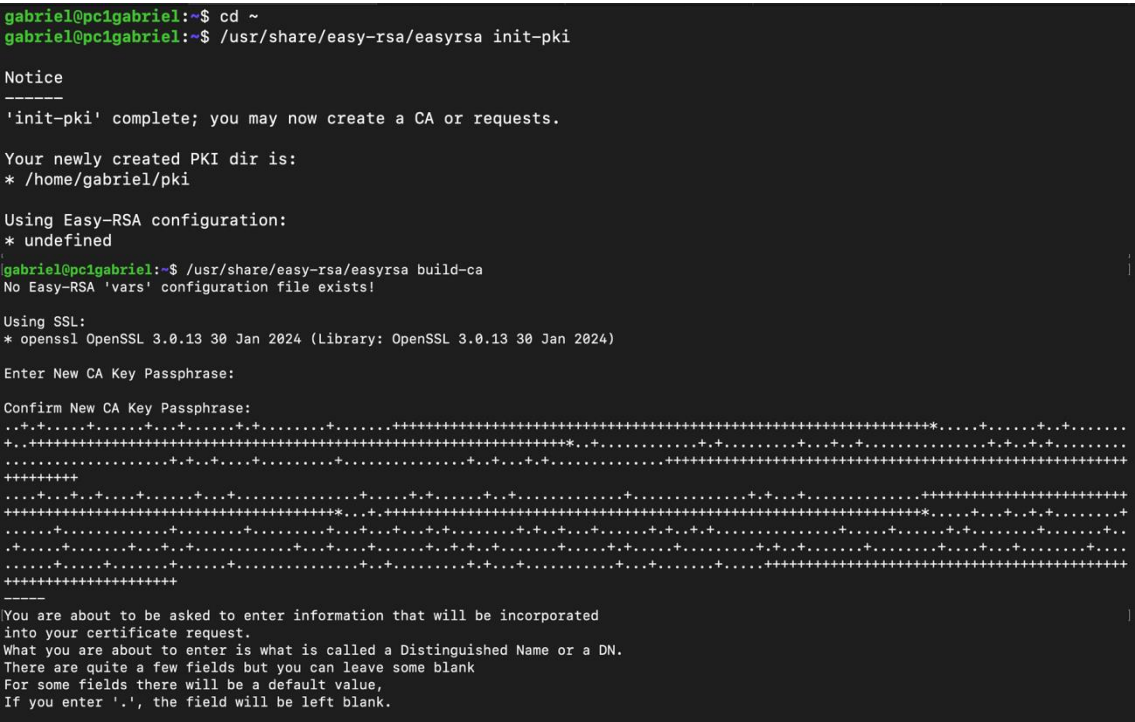 gabriel@pc1gabriel:~$ cd ~
gabriel@pc1gabriel:~$ /usr/share/easy-rsa/easyrsa init-pki
Notice
------
'init-pki' complete; you may now create a CA or requests.
Your newly created PKI dir is:
* /home/gabriel/pki
Using Easy-RSA configuration:
* undefined
gabriel@pc1gabriel:~$ /usr/share/easy-rsa/easyrsa build-ca
No Easy-RSA 'vars' configuration file exists!
Using SSL:
* openssl OpenSSL 3.0.13 30 Jan 2024 (Library: OpenSSL 3.0.13 30 Jan 2024)
Enter New CA Key Passphrase:
Confirm New CA Key Passphrase:
-----
You are about to be asked to enter information that will be incorporated
into your certificate request.
What you are about to enter is what is called a Distinguished Name or a DN.
There are quite a few fields but you can leave some blank
For some fields there will be a default value,
If you enter '.', the field will be left blank.